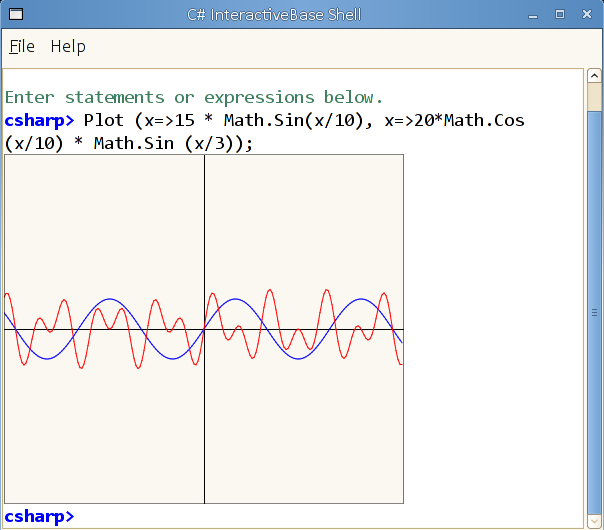 C# InteractiveBase Shell
File Help
Enter statements or expressions below.
csharp> Plot (x=>15 * Math.Sin(x/10), x=>20*Math.Cos
(x/10) * Math.Sin (x/3));
csharp>